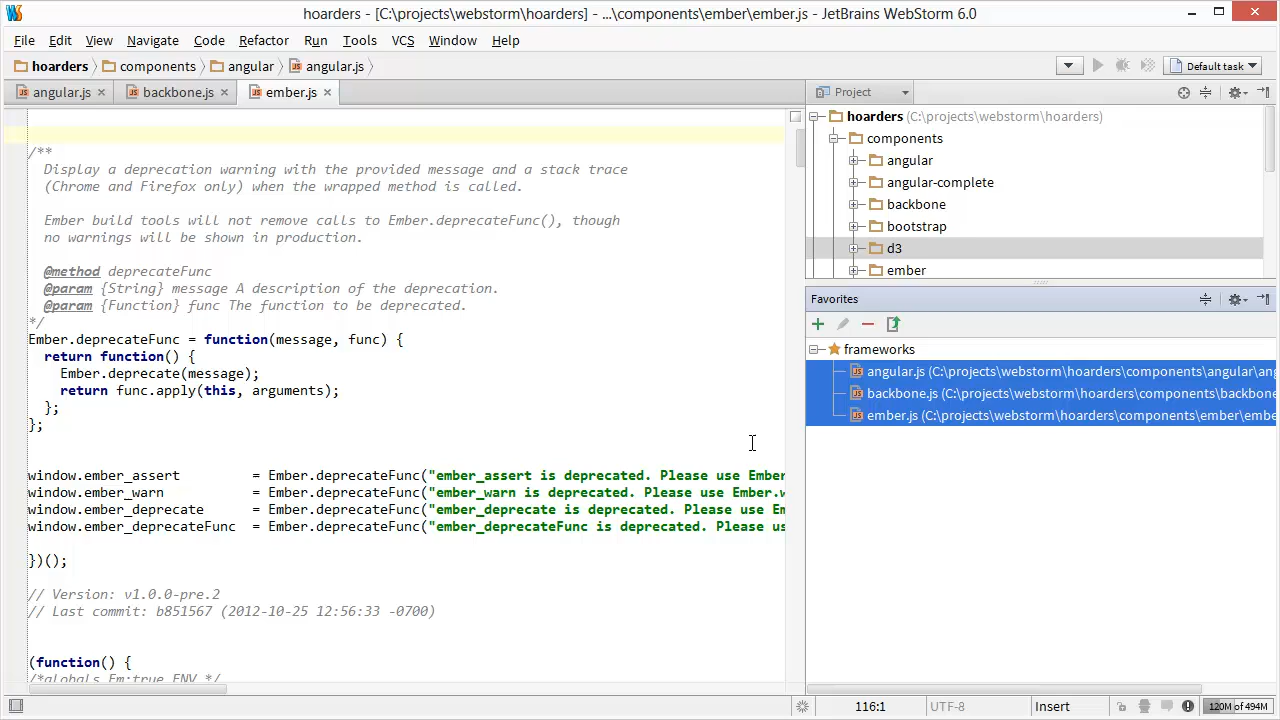 hoarders - [C:\projects\webstorm\hoarders] - ...\components\ember\ember.js - JetBrains WebStorm 6.0
File Edit View Navigate Code Refactor Run Tools VCS Window Help
hoarders components angular angular.js Default task
angular.js backbone.js ember.js
/**
Display a deprecation warning with the provided message and a stack trace
(Chrome and Firefox only) when the wrapped method is called.
Ember build tools will not remove calls to Ember.deprecateFunc(), though
no warnings will be shown in production.
@method deprecateFunc
@param {String} message A description of the deprecation.
@param {Function} func The function to be deprecated.
*/
Ember.deprecateFunc = function(message, func) {
return function() {
Ember.deprecate(message);
return func.apply(this, arguments);
};
};
window.ember_assert = Ember.deprecateFunc("ember_assert is deprecated. Please use Ember
window.ember_warn = Ember.deprecateFunc("ember_warn is deprecated. Please use Ember.w
window.ember_deprecate = Ember.deprecateFunc("ember_deprecate is deprecated. Please use Em
window.ember_deprecateFunc = Ember.deprecateFunc("ember_deprecateFunc is deprecated. Please us
})();
// Version: v1.0.0-pre.2
// Last commit: b851567 (2012-10-25 12:56:33 -0700)
(function() {
/*globals Em:true ENV */
Project
hoarders (C:\projects\webstorm\hoarders)
components
angular
angular-complete
backbone
bootstrap
d3
ember
Favorites
frameworks
angular.js (C:\projects\webstorm\hoarders\components\angular\ang
backbone.js (C:\projects\webstorm\hoarders\components\backbone
ember.js (C:\projects\webstorm\hoarders\components\ember\embe
116:1 UTF-8 Insert 120M of 494M